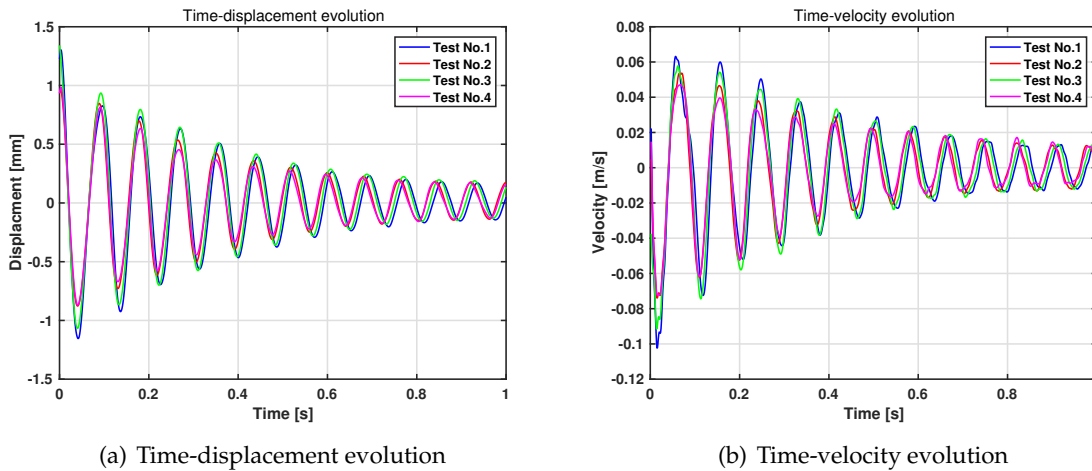 Time-displacement evolution
1.5
1
0.5
0
-0.5
-1
-1.5
Displacment [mm]
0 0.2 0.4 0.6 0.8 1
Time [s]
Test No.1
Test No.2
Test No.3
Test No.4
(a) Time-displacement evolution
Time-velocity evolution
0.08
0.06
0.04
0.02
0
-0.02
-0.04
-0.06
-0.08
-0.1
-0.12
Velocity [m/s]
0 0.2 0.4 0.6 0.8
Time [s]
Test No.1
Test No.2
Test No.3
Test No.4
(b) Time-velocity evolution